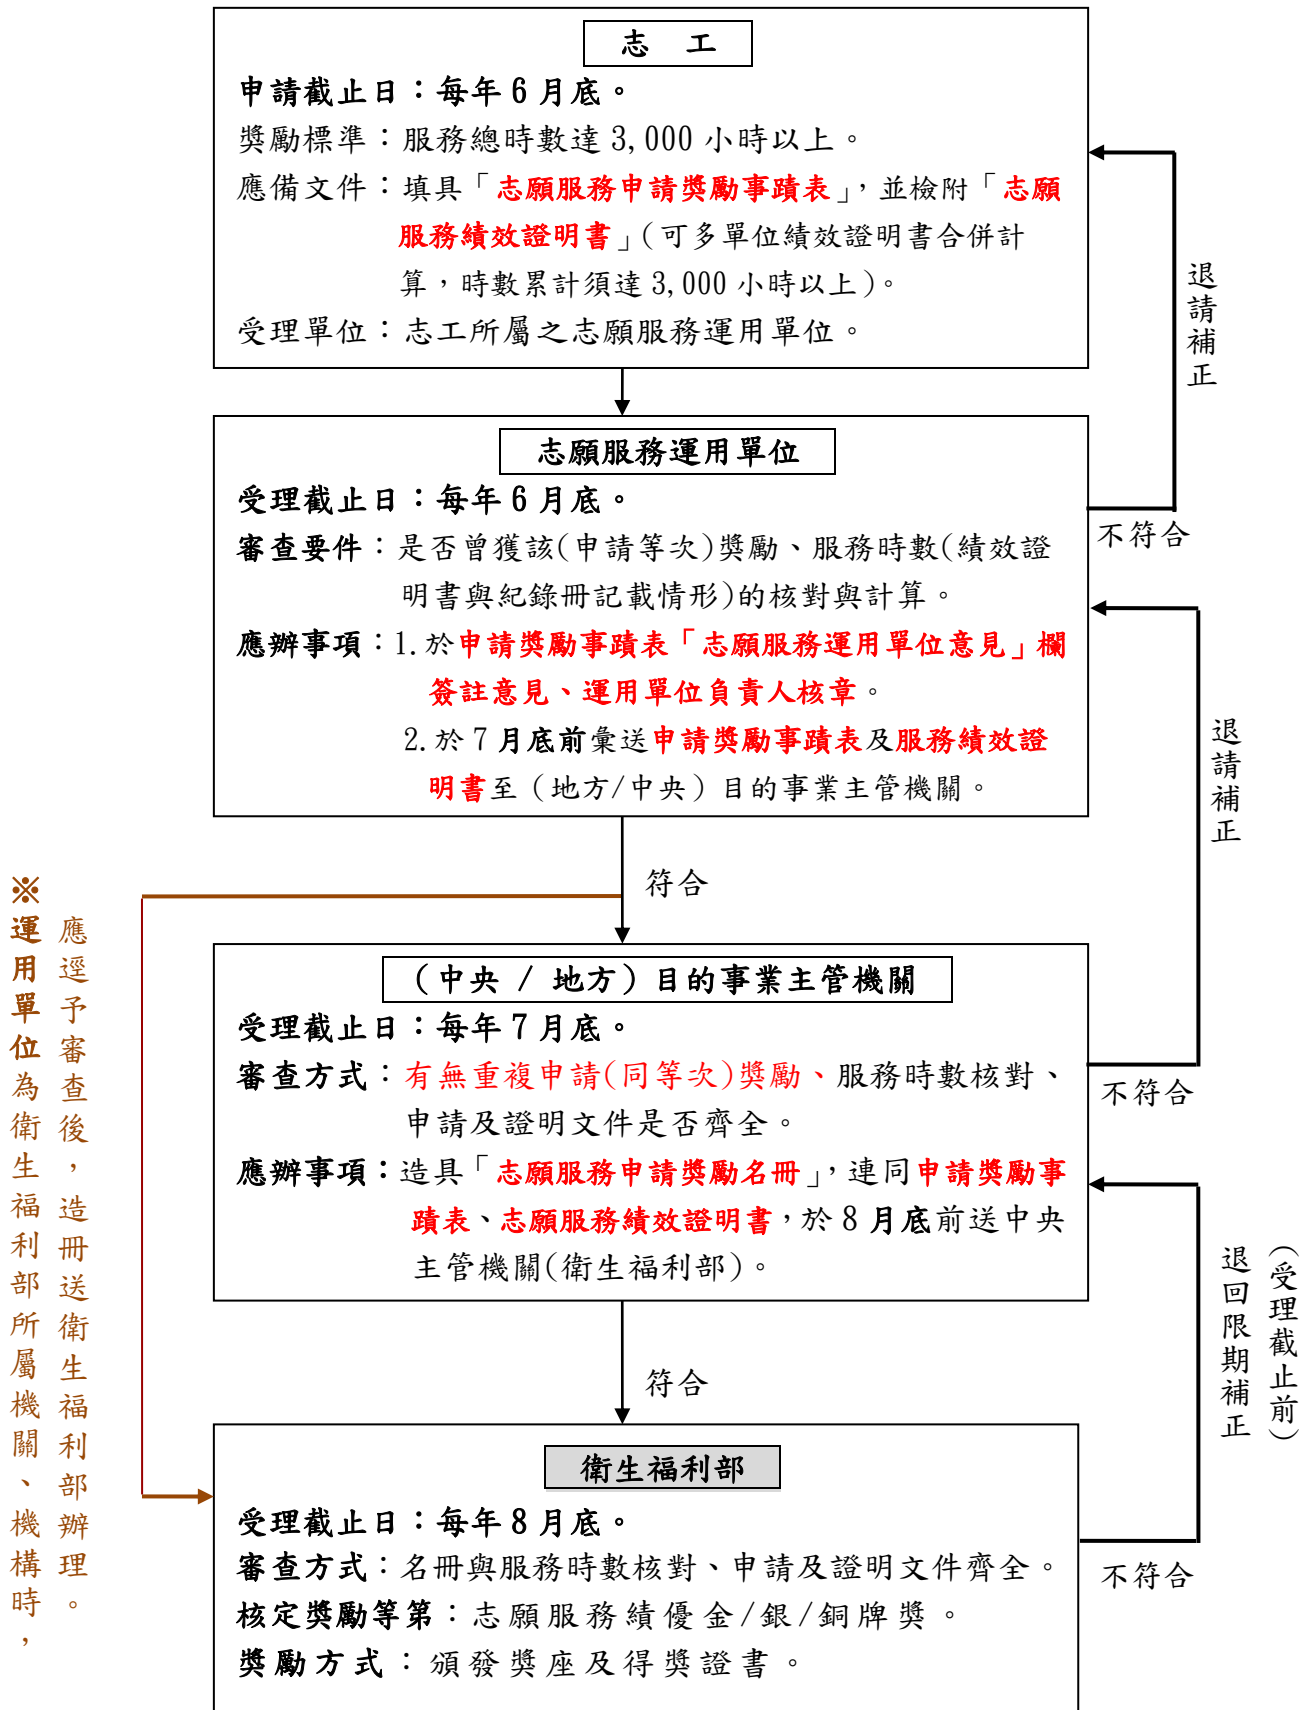 志　工
申請截止日：每年6月底。
獎勵標準：服務總時數達3,000小時以上。
應備文件：填具「志願服務申請獎勵事蹟表」，並檢附「志願
服務績效證明書」(可多單位績效證明書合併計
算，時數累計須達3,000小時以上)。
受理單位：志工所屬之志願服務運用單位。
退請補正
志願服務運用單位
受理截止日：每年6月底。
審查要件：是否曾獲該(申請等次)獎勵、服務時數(績效證
明書與紀錄冊記載情形)的核對與計算。
應辦事項：1.於申請獎勵事蹟表「志願服務運用單位意見」欄
簽註意見、運用單位負責人核章。
2.於7月底前彙送申請獎勵事蹟表及服務績效證
明書至（地方/中央）目的事業主管機關。
不符合
退請補正
符合
※運用單位為衛生福利部所屬機關、機構時，
應逕予審查後，造冊送衛生福利部辦理。
（中央 / 地方）目的事業主管機關
受理截止日：每年7月底。
審查方式：有無重複申請(同等次)獎勵、服務時數核對、
申請及證明文件是否齊全。
應辦事項：造具「志願服務申請獎勵名冊」，連同申請獎勵事
蹟表、志願服務績效證明書，於8月底前送中央
主管機關(衛生福利部)。
不符合
（受理截止前）
退回限期補正
符合
衛生福利部
受理截止日：每年8月底。
審查方式：名冊與服務時數核對、申請及證明文件齊全。
核定獎勵等第：志願服務績優金/銀/銅牌獎。
獎勵方式：頒發獎座及得獎證書。
不符合